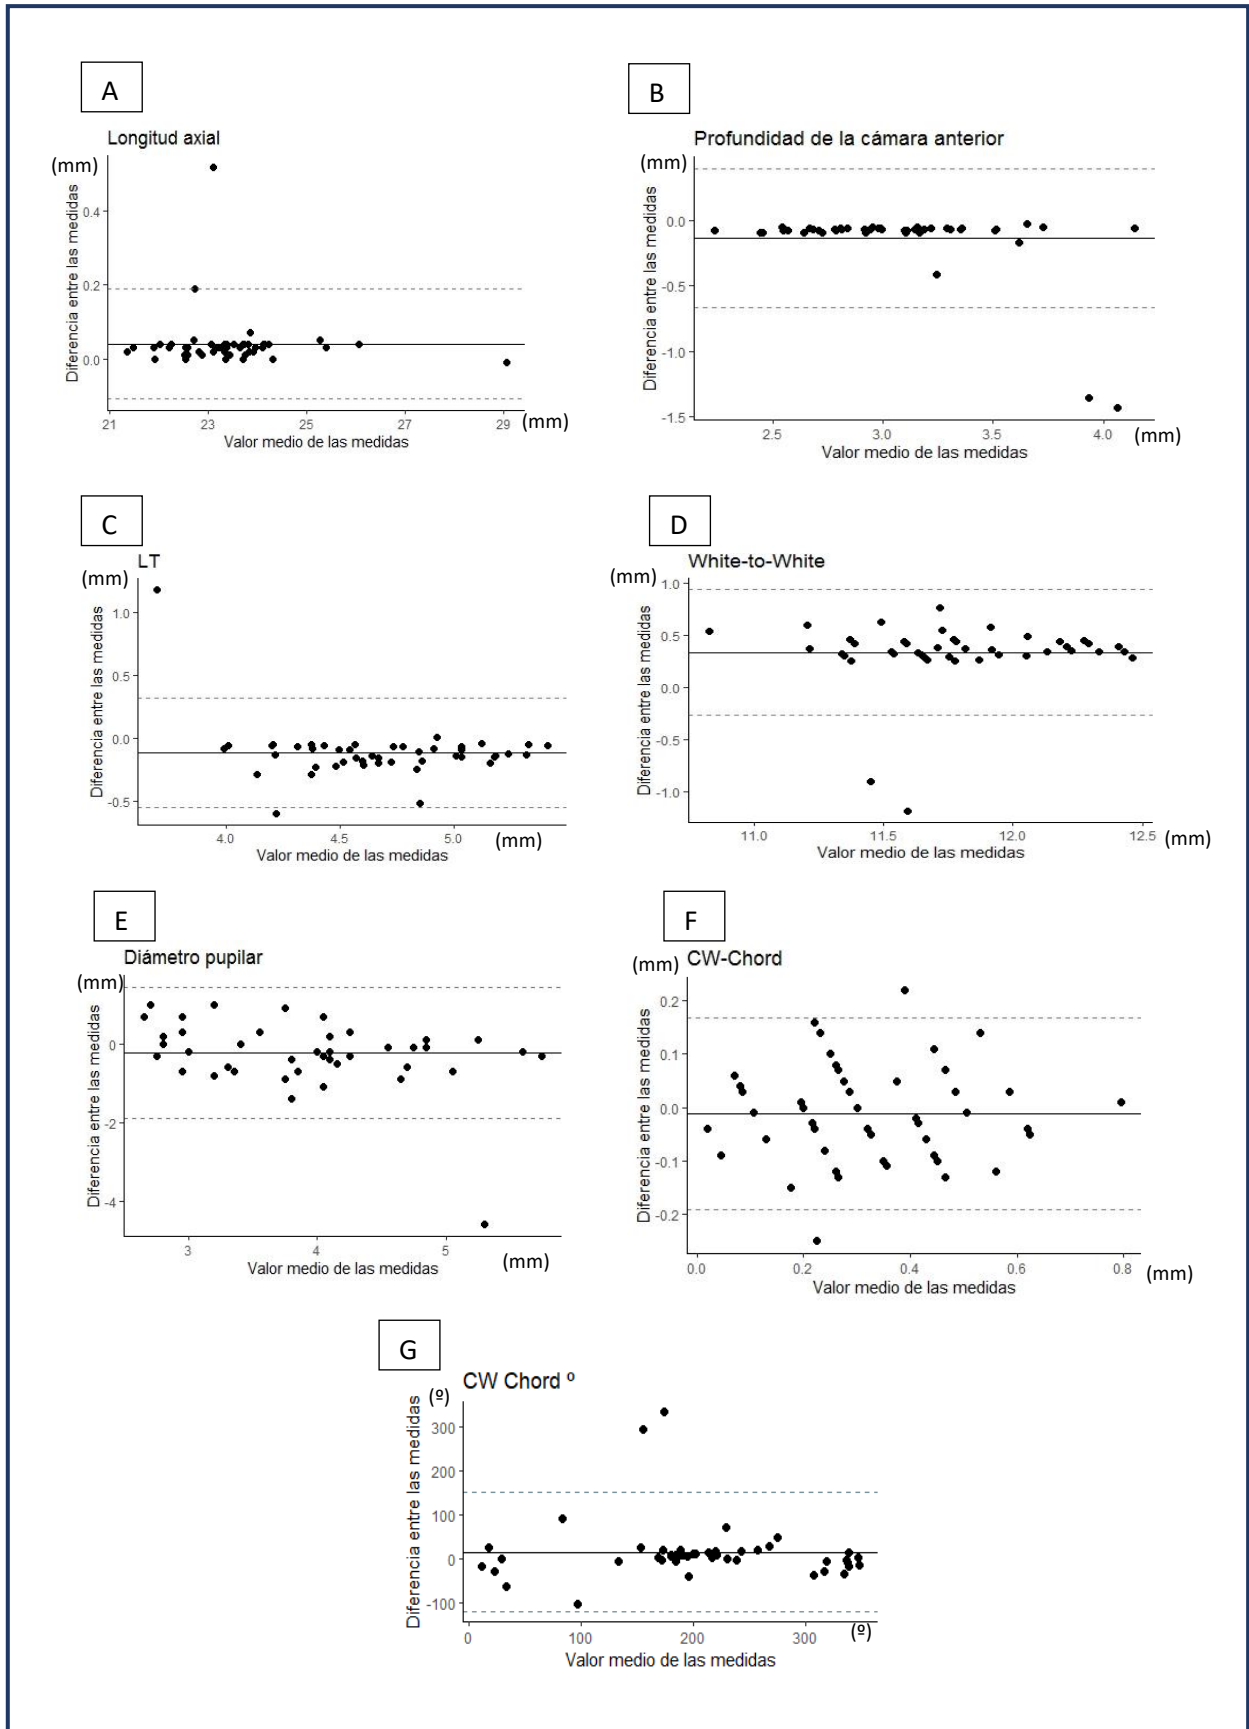 A
Longitud axial
(mm)
Diferencia entre las medidas
0.4
0.2
0.0
21
23
25
27
29
(mm)
Valor medio de las medidas
B
Profundidad de la cámara anterior
(mm)
Diferencia entre las medidas
0.0
-0.5
-1.0
-1.5
2.5
3.0
3.5
4.0
(mm)
Valor medio de las medidas
C
LT
(mm)
Diferencia entre las medidas
1.0
0.5
0.0
-0.5
4.0
4.5
5.0
(mm)
Valor medio de las medidas
D
White-to-White
(mm)
Diferencia entre las medidas
1.0
0.5
0.0
-0.5
-1.0
11.0
11.5
12.0
12.5
(mm)
Valor medio de las medidas
E
Diámetro pupilar
(mm)
Diferencia entre las medidas
0
-2
-4
3
4
5
(mm)
Valor medio de las medidas
F
CW-Chord
(mm)
Diferencia entre las medidas
0.2
0.1
0.0
-0.1
-0.2
0.0
0.2
0.4
0.6
0.8
(mm)
Valor medio de las medidas
G
CW Chord º
(º)
Diferencia entre las medidas
300
200
100
0
-100
0
100
200
300
(º)
Valor medio de las medidas